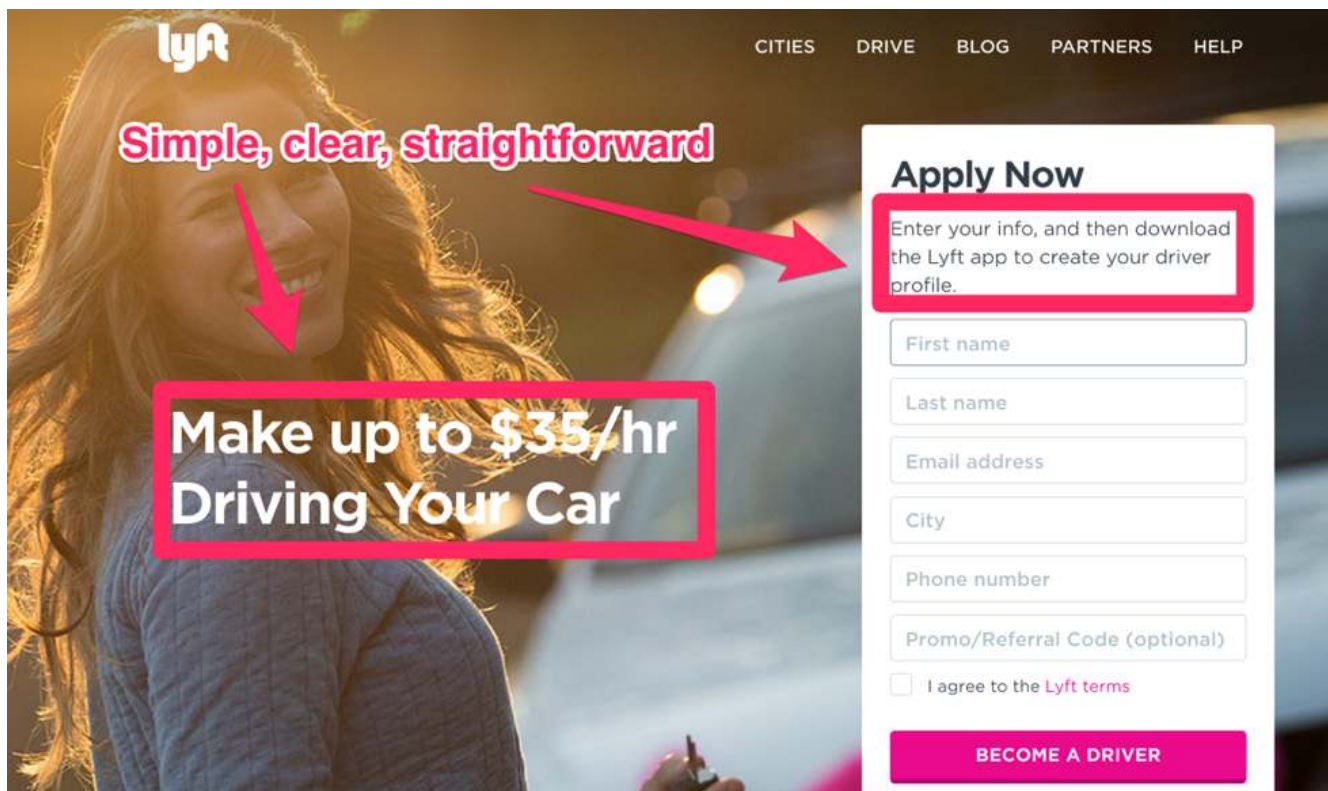 lyft
CITIES DRIVE BLOG PARTNERS HELP
Simple, clear, straightforward
Make up to $35/hr
Driving Your Car
Apply Now
Enter your info, and then download
the Lyft app to create your driver
profile.
First name
Last name
Email address
City
Phone number
Promo/Referral Code (optional)
I agree to the Lyft terms
BECOME A DRIVER